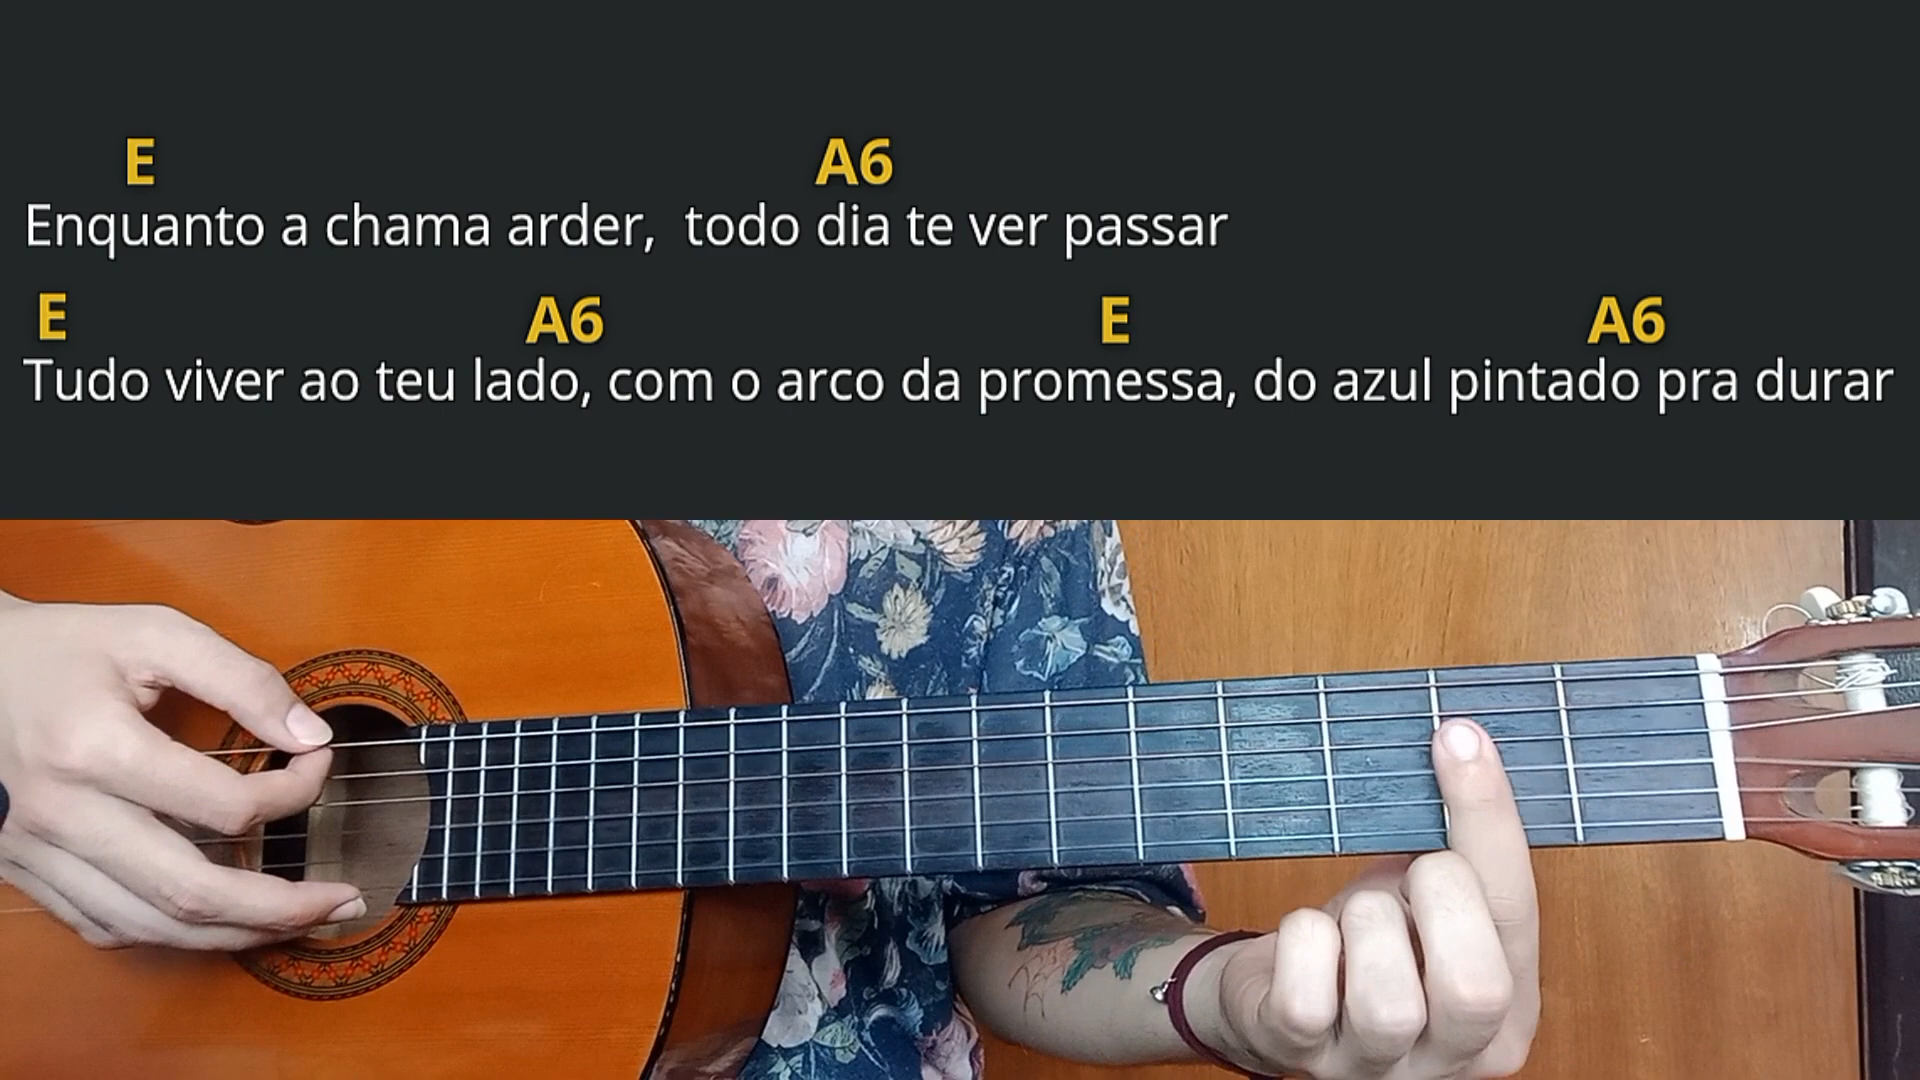 E A6
Enquanto a chama arder, todo dia te ver passar
E A6 E A6
Tudo viver ao teu lado, com o arco da promessa, do azul pintado pra durar